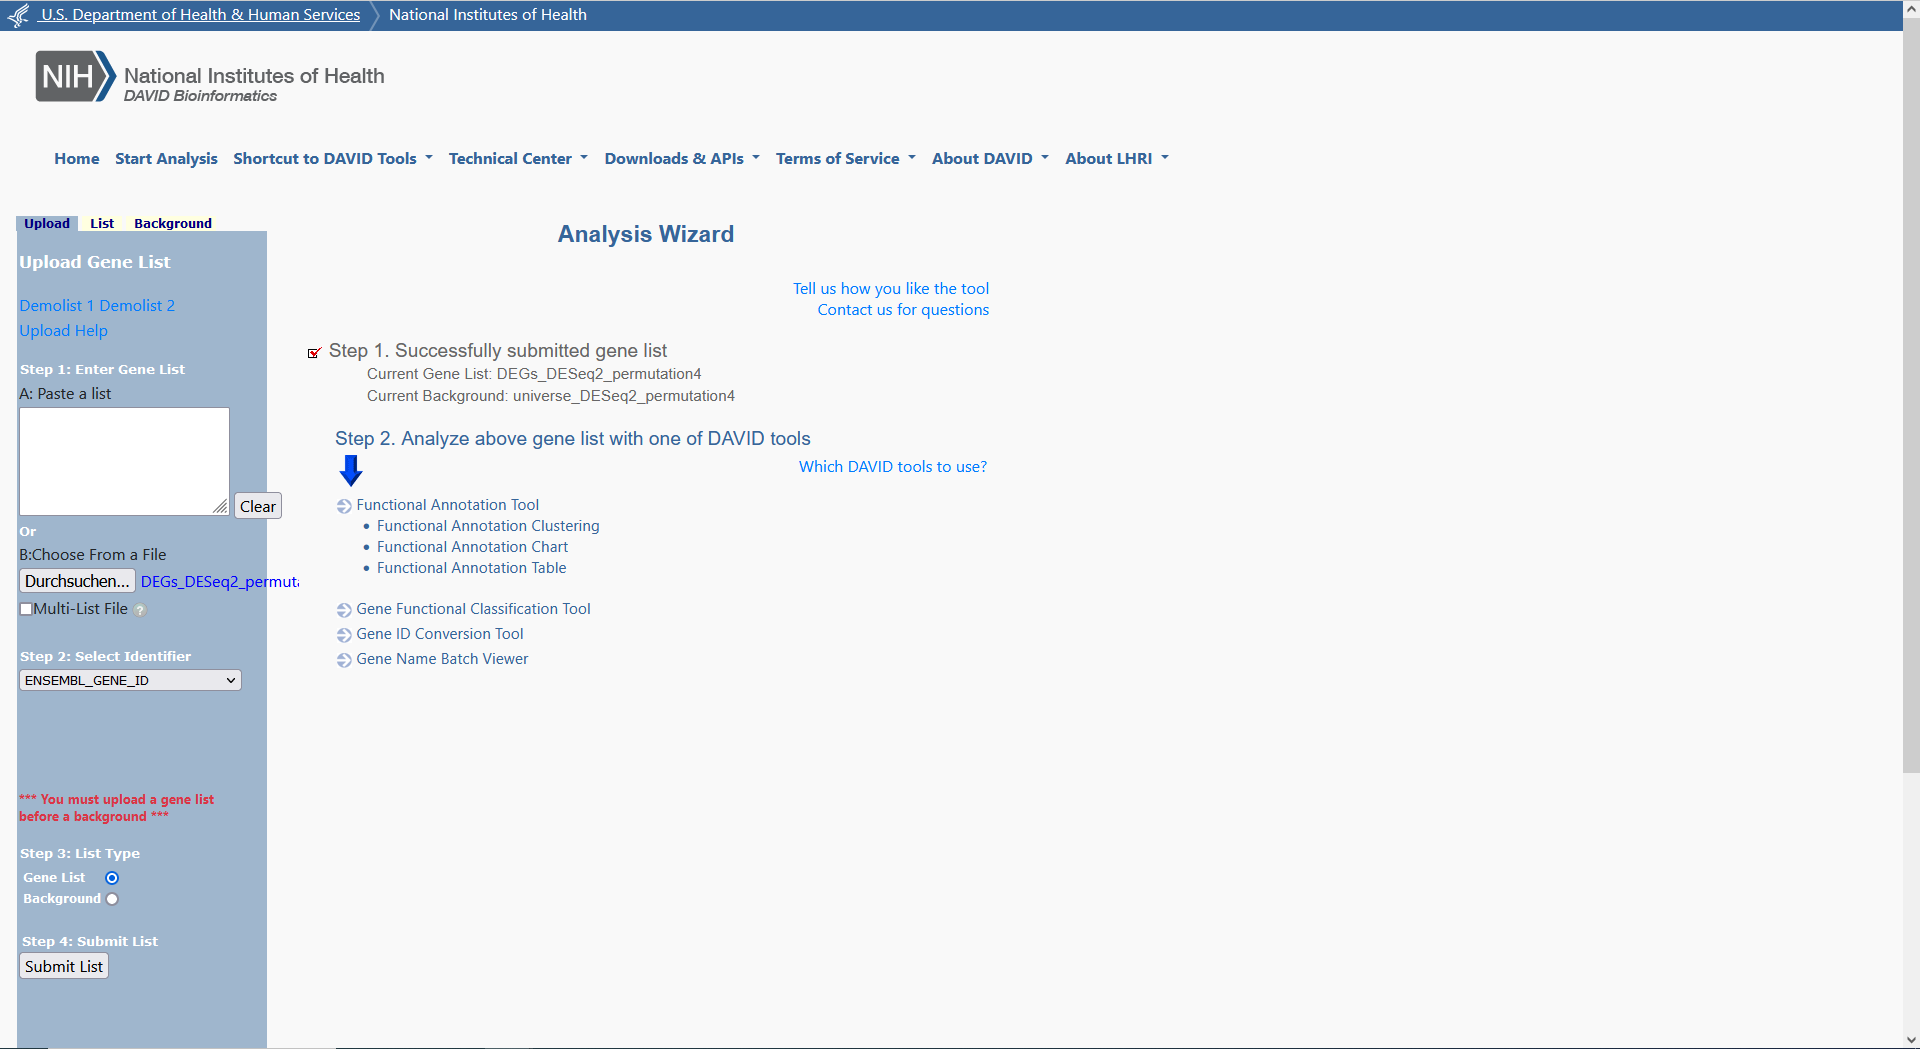 U.S. Department of Health & Human Services National Institutes of Health
NIH National Institutes of Health
DAVID Bioinformatics
Home Start Analysis Shortcut to DAVID Tools Technical Center Downloads & APIs Terms of Service About DAVID About LHRI
Upload List Background
Upload Gene List
Demolist 1 Demolist 2
Upload Help
Step 1: Enter Gene List
A: Paste a list
Clear
Or
B:Choose From a File
Durchsuchen... DEGs_DESeq2_permuta
Multi-List File ?
Step 2: Select Identifier
ENSEMBL_GENE_ID
*** You must upload a gene list
before a background ***
Step 3: List Type
Gene List
Background
Step 4: Submit List
Submit List
Analysis Wizard
Tell us how you like the tool
Contact us for questions
Step 1. Successfully submitted gene list
Current Gene List: DEGs_DESeq2_permutation4
Current Background: universe_DESeq2_permutation4
Step 2. Analyze above gene list with one of DAVID tools
Which DAVID tools to use?
Functional Annotation Tool
• Functional Annotation Clustering
• Functional Annotation Chart
• Functional Annotation Table
Gene Functional Classification Tool
Gene ID Conversion Tool
Gene Name Batch Viewer